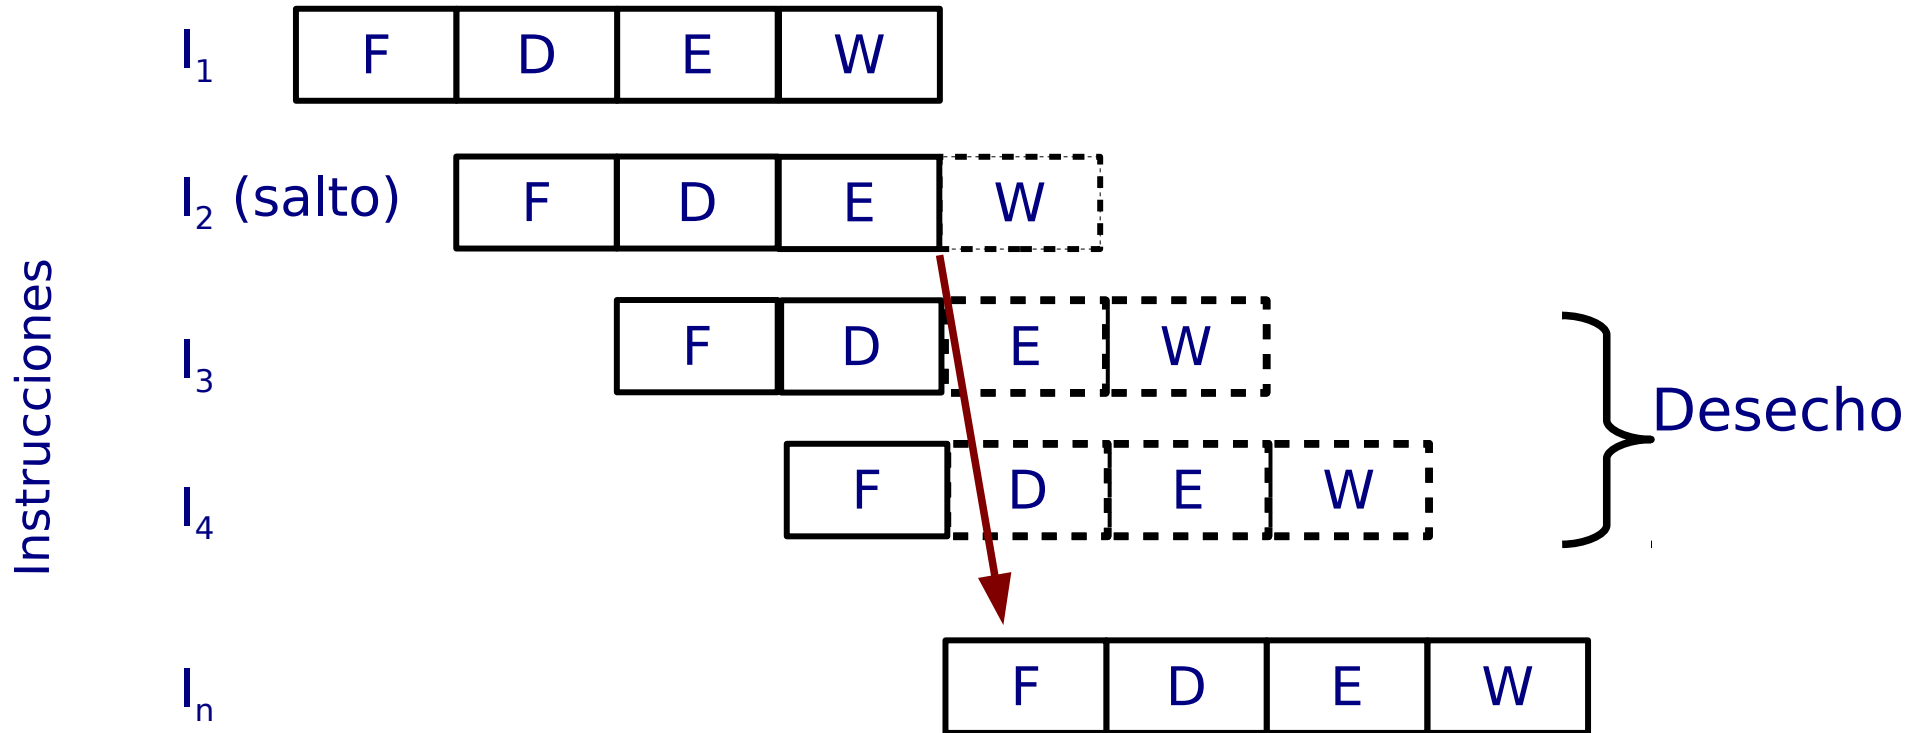 I1 F D E W
I2 (salto) F D E W
I3 F D E W
Desecho
I4 F D E W
In F D E W
Instrucciones